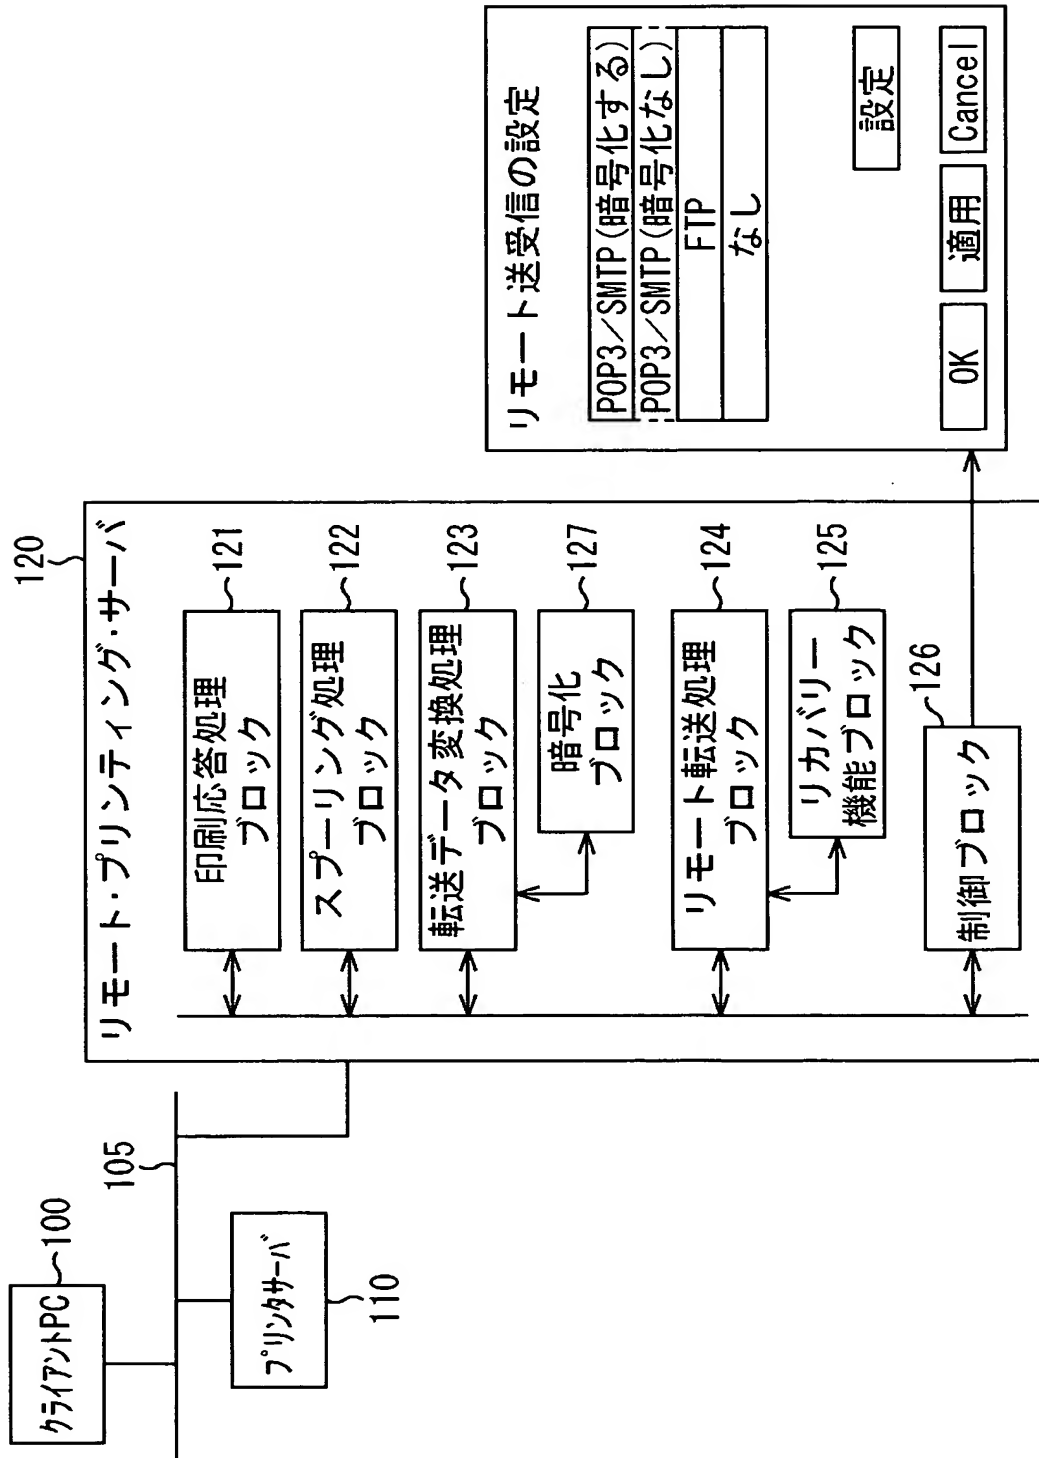 クライアントPC
100
105
プリンタサーバ
110
120
リモート・プリンティング・サーバ
印刷応答処理
ブロック
121
スプーリング処理
ブロック
122
転送データ変換処理
ブロック
123
暗号化
ブロック
127
リモート転送処理
ブロック
124
リカバリー
機能ブロック
125
制御ブロック
126
リモート送受信の設定
POP3/SMTP(暗号化する)
POP3/SMTP(暗号化なし)
FTP
なし
設定
OK
適用
Cancel